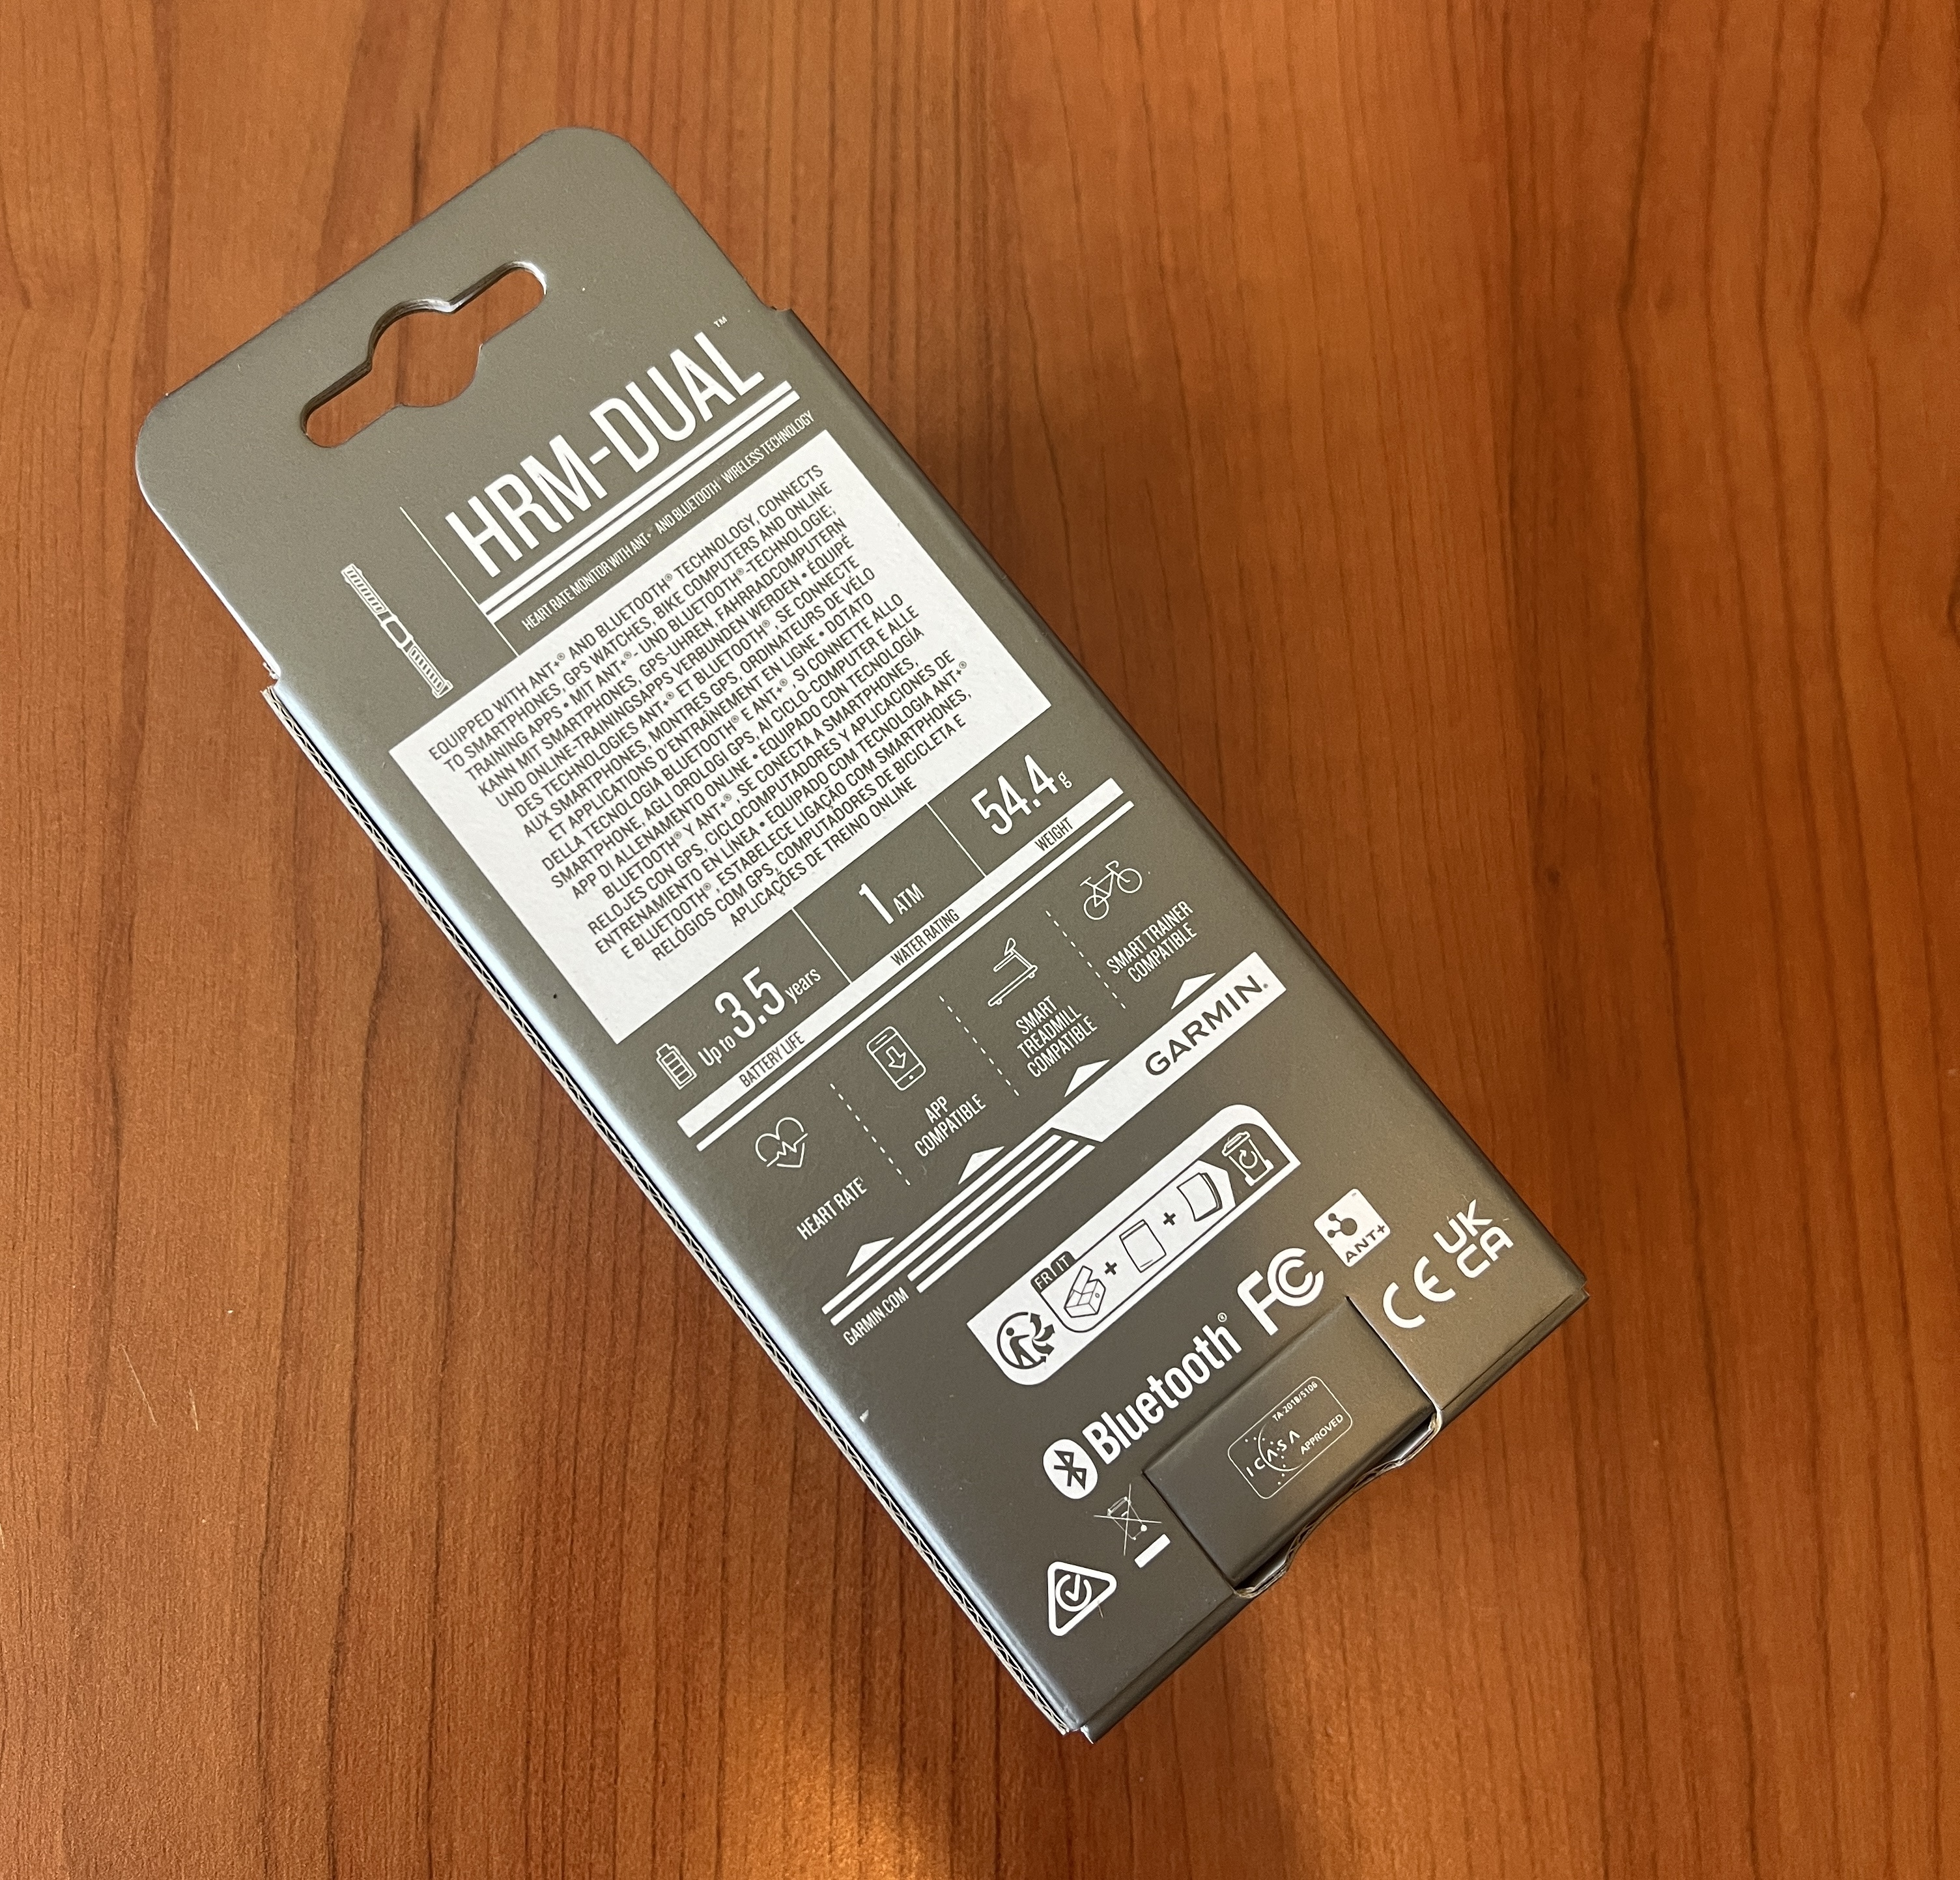 HRM-DUAL™
HEART RATE MONITOR WITH ANT+® AND BLUETOOTH® WIRELESS TECHNOLOGY
EQUIPPED WITH ANT+® AND BLUETOOTH® TECHNOLOGY, CONNECTS
TO SMARTPHONES, GPS WATCHES, BIKE COMPUTERS AND ONLINE
TRAINING APPS • MIT ANT+®- UND BLUETOOTH®-TECHNOLOGIE;
KANN MIT SMARTPHONES, GPS-UHREN, FAHRRADCOMPUTERN
UND ONLINE-TRAININGSAPPS VERBUNDEN WERDEN • ÉQUIPÉ
DES TECHNOLOGIES ANT+® ET BLUETOOTH®, SE CONNECTE
AUX SMARTPHONES, MONTRES GPS, ORDINATEURS DE VÉLO
ET APPLICATIONS D'ENTRAÎNEMENT EN LIGNE • DOTATO
DELLA TECNOLOGIA BLUETOOTH® E ANT+®, SI CONNETTE ALLO
SMARTPHONE, AGLI OROLOGI GPS, AI CICLO-COMPUTER E ALLE
APP DI ALLENAMENTO ONLINE • EQUIPADO CON TECNOLOGÍA
BLUETOOTH® Y ANT+®, SE CONECTA A SMARTPHONES,
RELOJES CON GPS, CICLOCOMPUTADORES Y APLICACIONES DE
ENTRENAMIENTO EN LÍNEA • EQUIPADO COM TECNOLOGIA ANT+®
E BLUETOOTH®, ESTABELECE LIGAÇÃO COM SMARTPHONES,
RELÓGIOS COM GPS, COMPUTADORES DE BICICLETA E
APLICAÇÕES DE TREINO ONLINE
Up to 3.5 years
BATTERY LIFE
1 ATM
WATER RATING
54.4 g
WEIGHT
HEART RATE
APP
COMPATIBLE
SMART
TREADMILL
COMPATIBLE
SMART TRAINER
COMPATIBLE
GARMIN®
GARMIN.COM
FR IT
+ +
Bluetooth®
FC
ANT+
CE
UK
CA
TA-2018/5106
ICASA
APPROVED